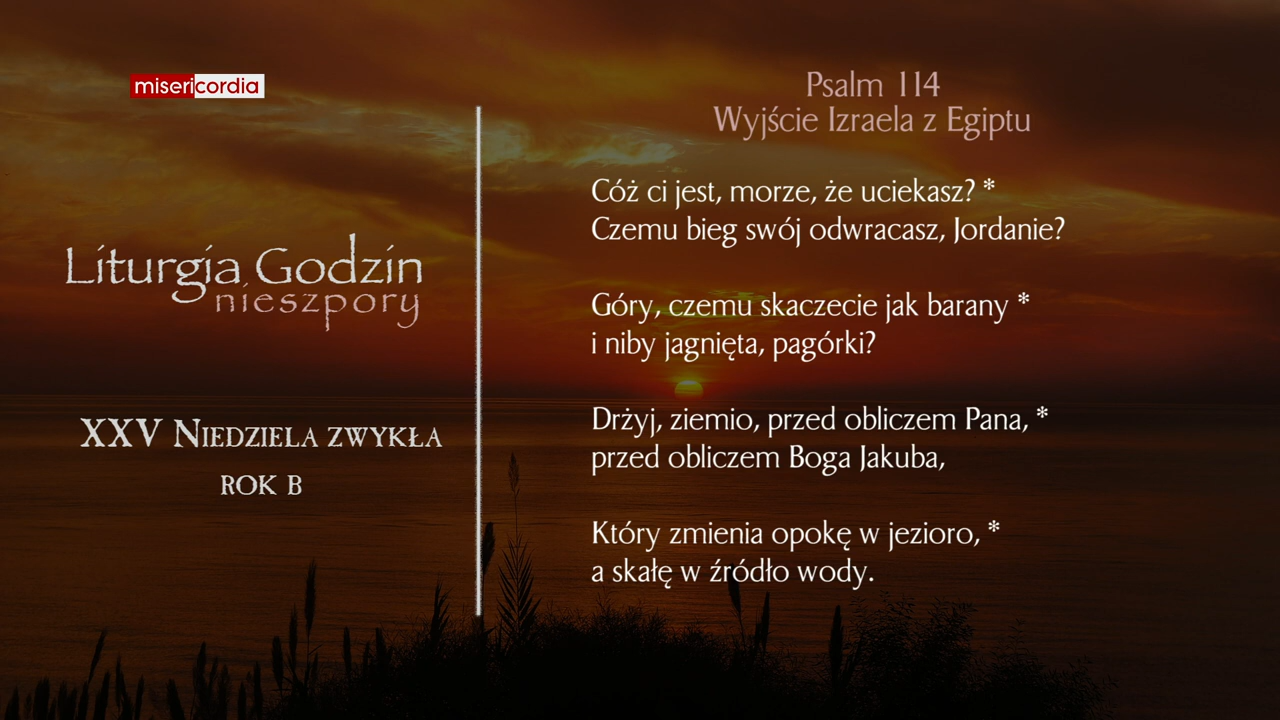 misericordia
Liturgia Godzin
nieszpory
XXV Niedziela zwykła
rok B
Psalm 114
Wyjście Izraela z Egiptu
Cóż ci jest, morze, że uciekasz? *
Czemu bieg swój odwracasz, Jordanie?
Góry, czemu skaczecie jak barany *
i niby jagnięta, pagórki?
Drżyj, ziemio, przed obliczem Pana, *
przed obliczem Boga Jakuba,
Który zmienia opokę w jezioro, *
a skałę w źródło wody.